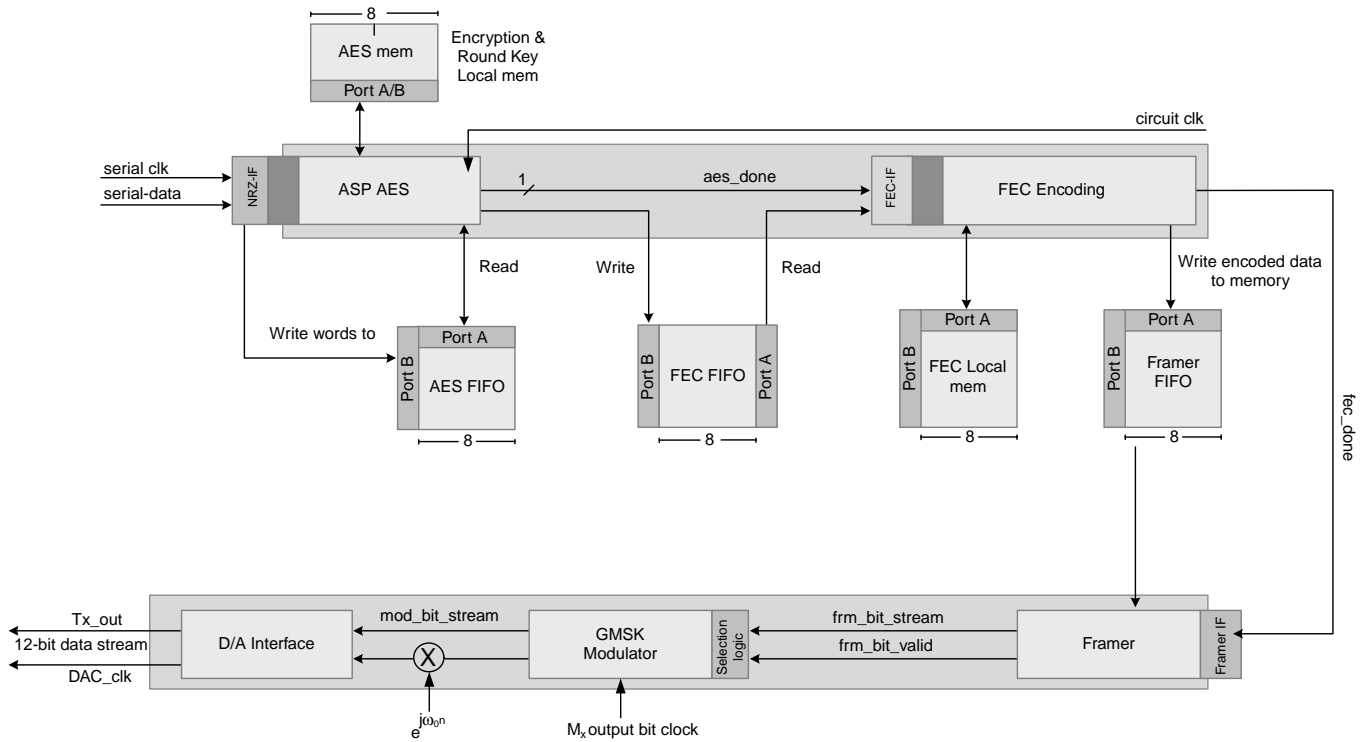 8
AES mem
Port A/B
Encryption &
Round Key
Local mem
circuit clk
serial clk
serial-data
NRZ-IF
ASP AES
1
aes_done
FEC-IF
FEC Encoding
Read
Write
Read
Write encoded data
to memory
Write words to
Port B
Port A
AES FIFO
8
Port B
FEC FIFO
Port A
8
Port B
Port A
FEC Local
mem
8
Port B
Port A
Framer
FIFO
8
fec_done
Tx_out
12-bit data stream
DAC_clk
D/A Interface
mod_bit_stream
X
e^{jω₀n}
GMSK
Modulator
Selection
logic
Mₓ output bit clock
frm_bit_stream
frm_bit_valid
Framer
Framer IF